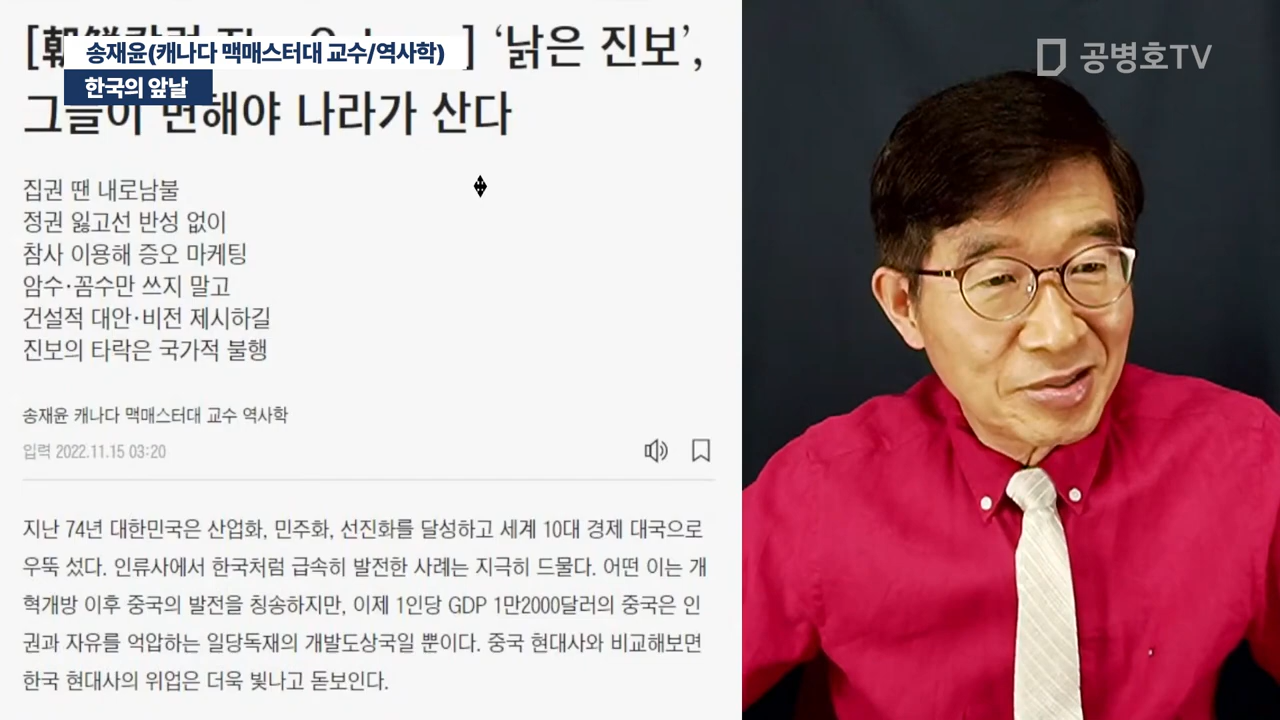 송재윤(캐나다 맥매스터대 교수/역사학)
한국의 앞날
] ‘낡은 진보’,
변해야 나라가 산다
집권 땐 내로남불
정권 잃고선 반성 없이
참사 이용해 증오 마케팅
암수·꼼수만 쓰지 말고
건설적 대안·비전 제시하길
진보의 타락은 국가적 불행
송재윤 캐나다 맥매스터대 교수 역사학
입력 2022.11.15 03:20
지난 74년 대한민국은 산업화, 민주화, 선진화를 달성하고 세계 10대 경제 대국으로
우뚝 섰다. 인류사에서 한국처럼 급속히 발전한 사례는 지극히 드물다. 어떤 이는 개
혁개방 이후 중국의 발전을 칭송하지만, 이제 1인당 GDP 1만2000달러의 중국은 인
권과 자유를 억압하는 일당독재의 개발도상국일 뿐이다. 중국 현대사와 비교해보면
한국 현대사의 위업은 더욱 빛나고 돋보인다.
공병호TV